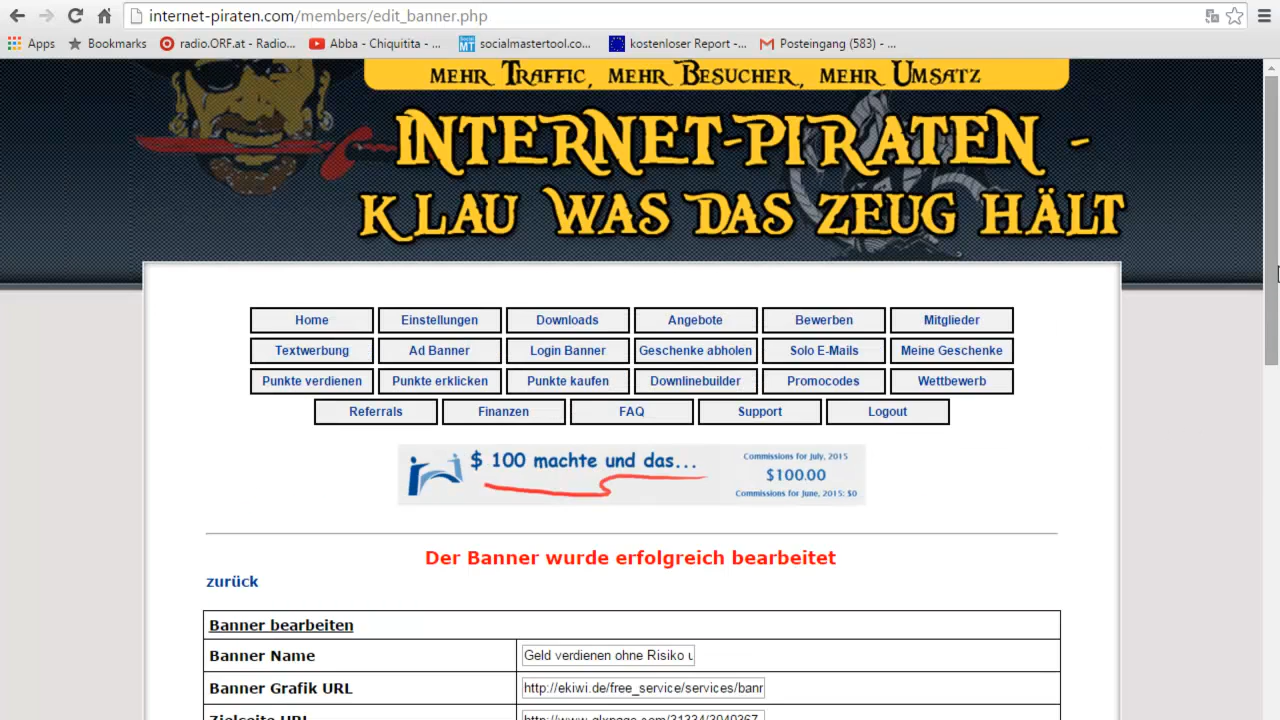 internet-piraten.com/members/edit_banner.php
Apps Bookmarks radio.ORF.at - Radio... Abba - Chiquitita - ... Social MT socialmastertool.co... kostenloser Report -... Posteingang (583) - ...
MEHR TRAFFIC, MEHR BESUCHER, MEHR UMSATZ
INTERNET-PIRATEN -
KLAU WAS DAS ZEUG HÄLT
Home Einstellungen Downloads Angebote Bewerben Mitglieder
Textwerbung Ad Banner Login Banner Geschenke abholen Solo E-Mails Meine Geschenke
Punkte verdienen Punkte erklicken Punkte kaufen Downlinebuilder Promocodes Wettbewerb
Referrals Finanzen FAQ Support Logout
$ 100 machte und das...
Commissions for July, 2015
$100.00
Commissions for June, 2015: $0
Der Banner wurde erfolgreich bearbeitet
zurück
Banner bearbeiten
Banner Name Geld verdienen ohne Risiko
Banner Grafik URL http://ekiwi.de/free_service/services/banr
Zielseite URL